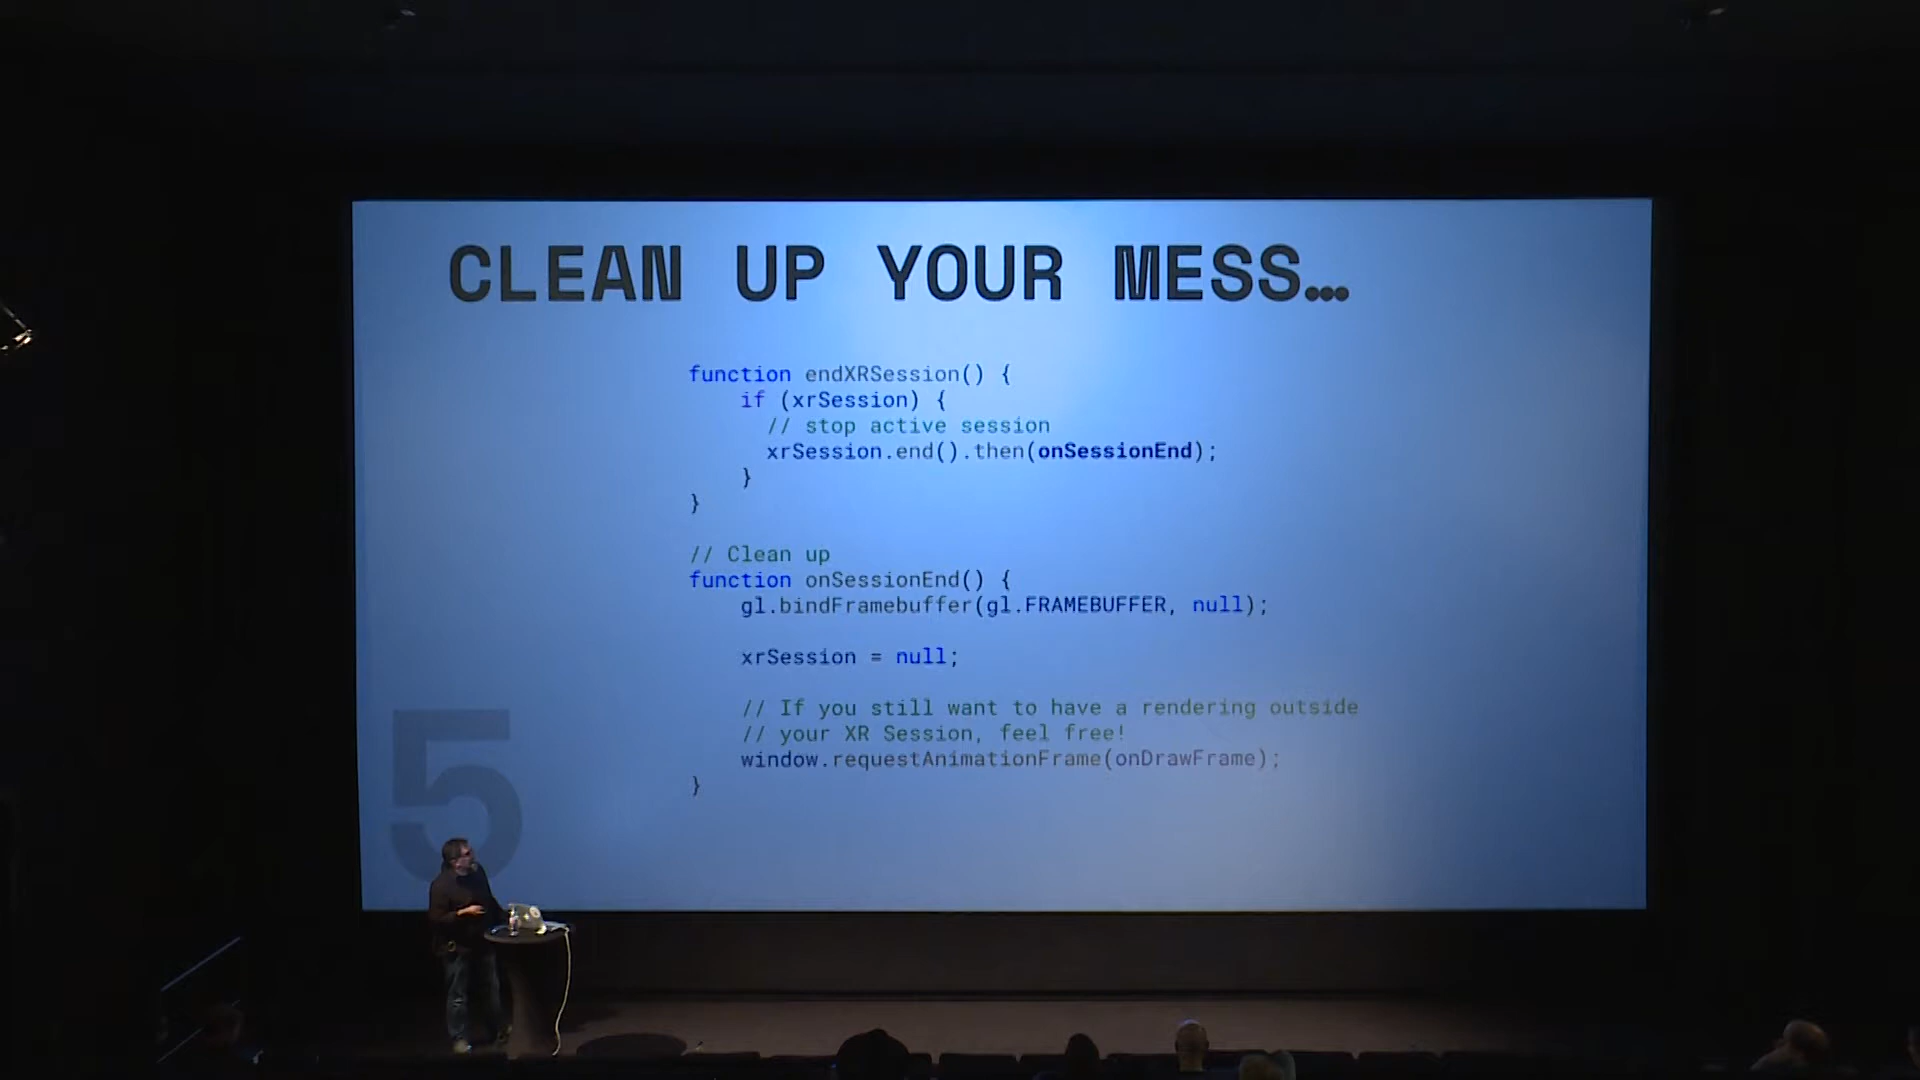 CLEAN UP YOUR MESS…
function endXRSession() {
if (xrSession) {
// stop active session
xrSession.end().then(onSessionEnd);
}
}
// Clean up
function onSessionEnd() {
gl.bindFramebuffer(gl.FRAMEBUFFER, null);
xrSession = null;
// If you still want to have a rendering outside
// your XR Session, feel free!
window.requestAnimationFrame(onDrawFrame);
}
5